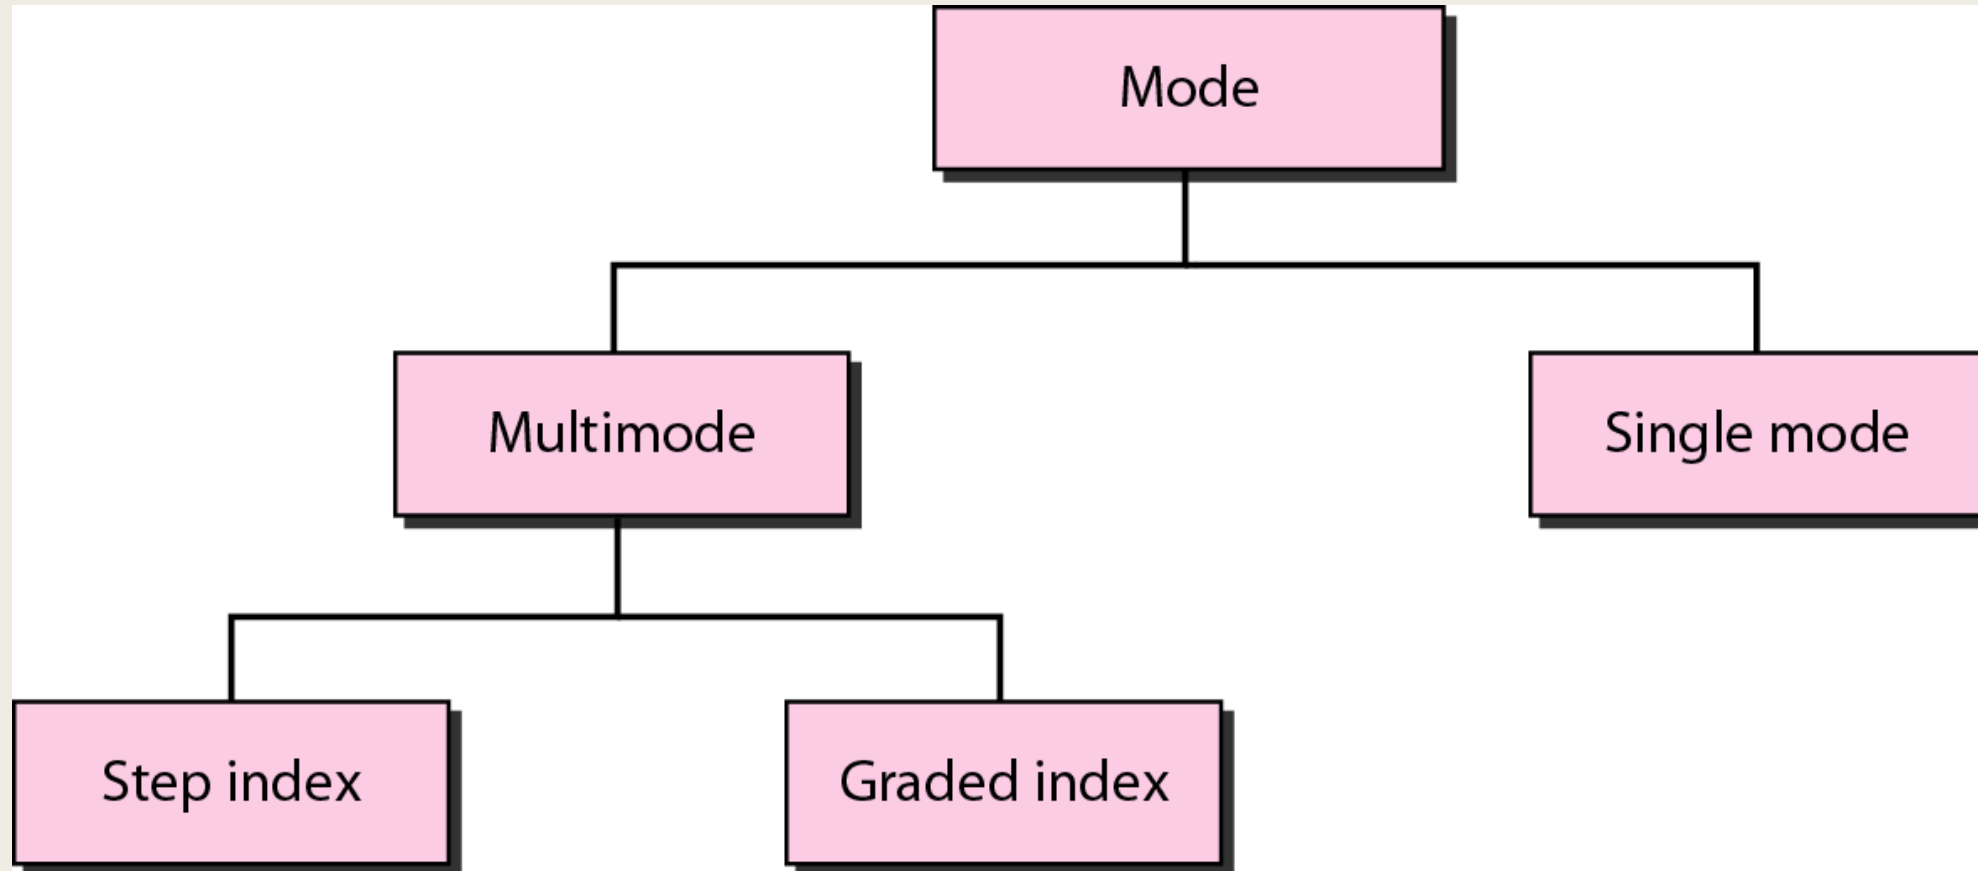 Mode
Multimode
Single mode
Step index
Graded index